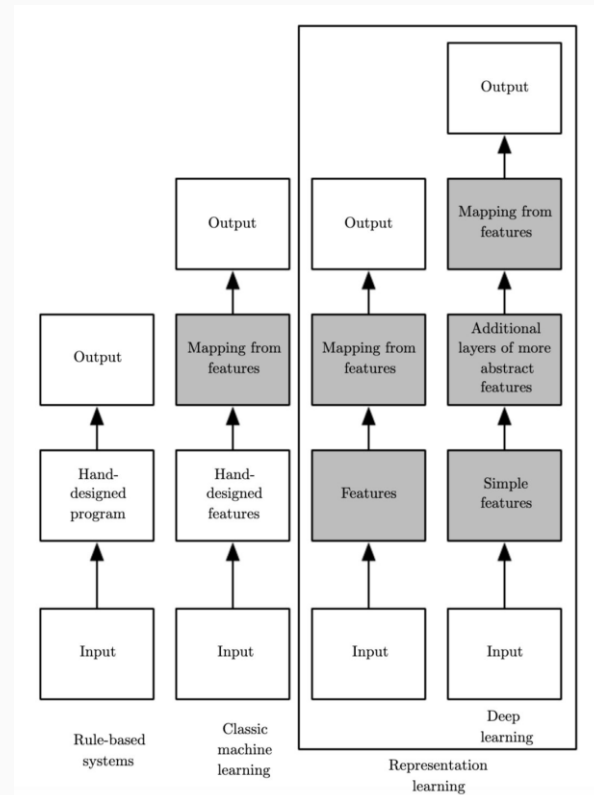 Output
Output
Output
Mapping from
features
Output
Mapping from
features
Mapping from
features
Additional
layers of more
abstract
features
Hand-
designed
program
Hand-
designed
features
Features
Simple
features
Input
Input
Input
Input
Rule-based
systems
Classic
machine
learning
Deep
learning
Representation
learning